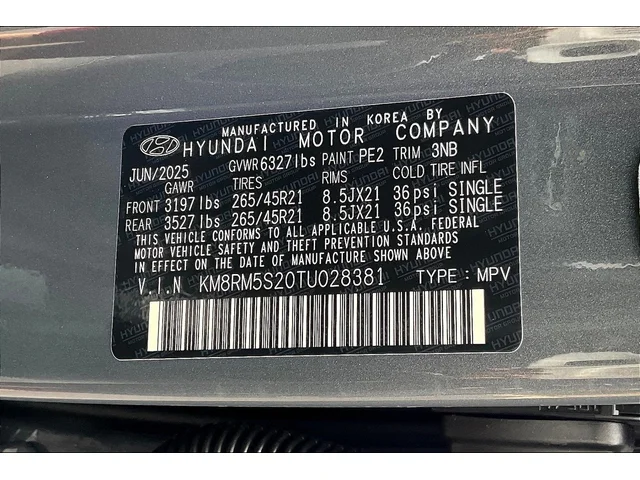 MANUFACTURED IN KOREA BY
HYUNDAI MOTOR COMPANY
JUN/2025 GVWR 6327lbs PAINT PE2 TRIM 3NB
GAWR TIRES RIMS COLD TIRE INFL
FRONT 3197lbs 265/45R21 8.5JX21 36psi SINGLE
REAR 3527lbs 265/45R21 8.5JX21 36psi SINGLE
THIS VEHICLE CONFORMS TO ALL APPLICABLE U.S.A. FEDERAL
MOTOR VEHICLE SAFETY AND THEFT PREVENTION STANDARDS
IN EFFECT ON THE DATE OF MANUFACTURE SHOWN ABOVE
V.I.N KM8RM5S20TU028381 TYPE: MPV